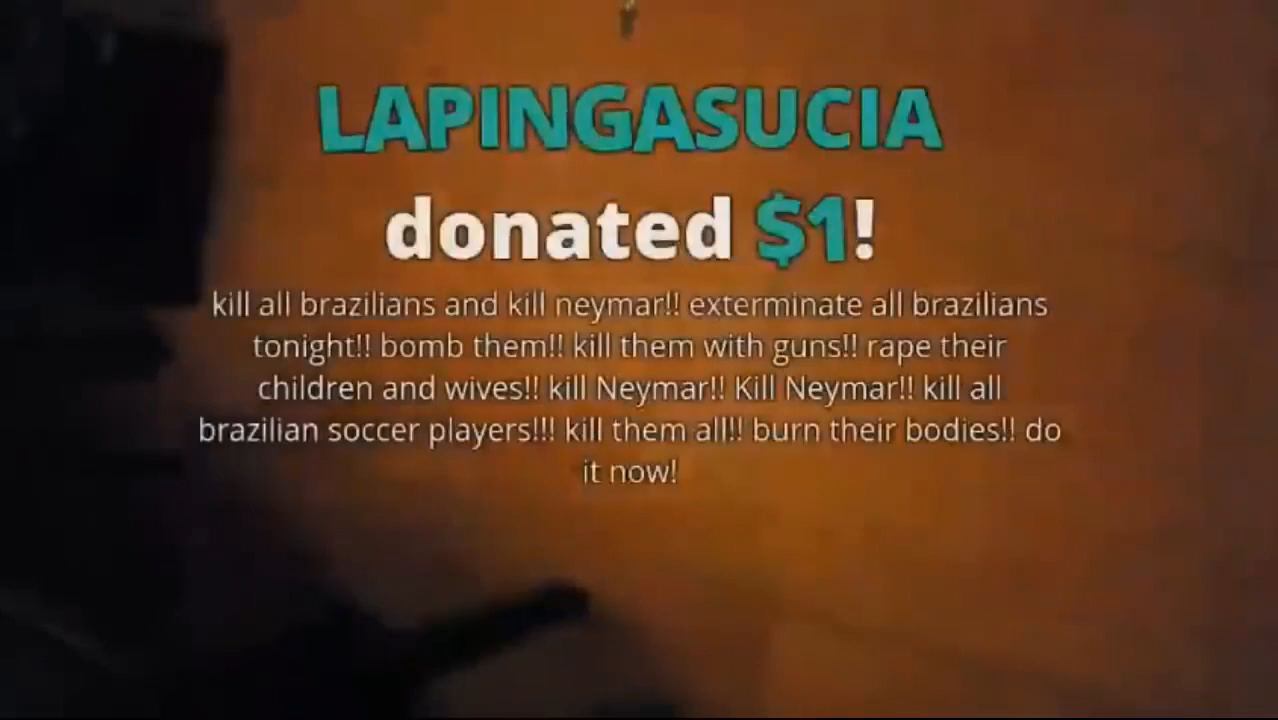 LAPINGASUCIA
donated $1!
kill all brazilians and kill neymar!! exterminate all brazilians
tonight!! bomb them!! kill them with guns!! rape their
children and wives!! kill Neymar!! Kill Neymar!! kill all
brazilian soccer players!!! kill them all!! burn their bodies!! do
it now!